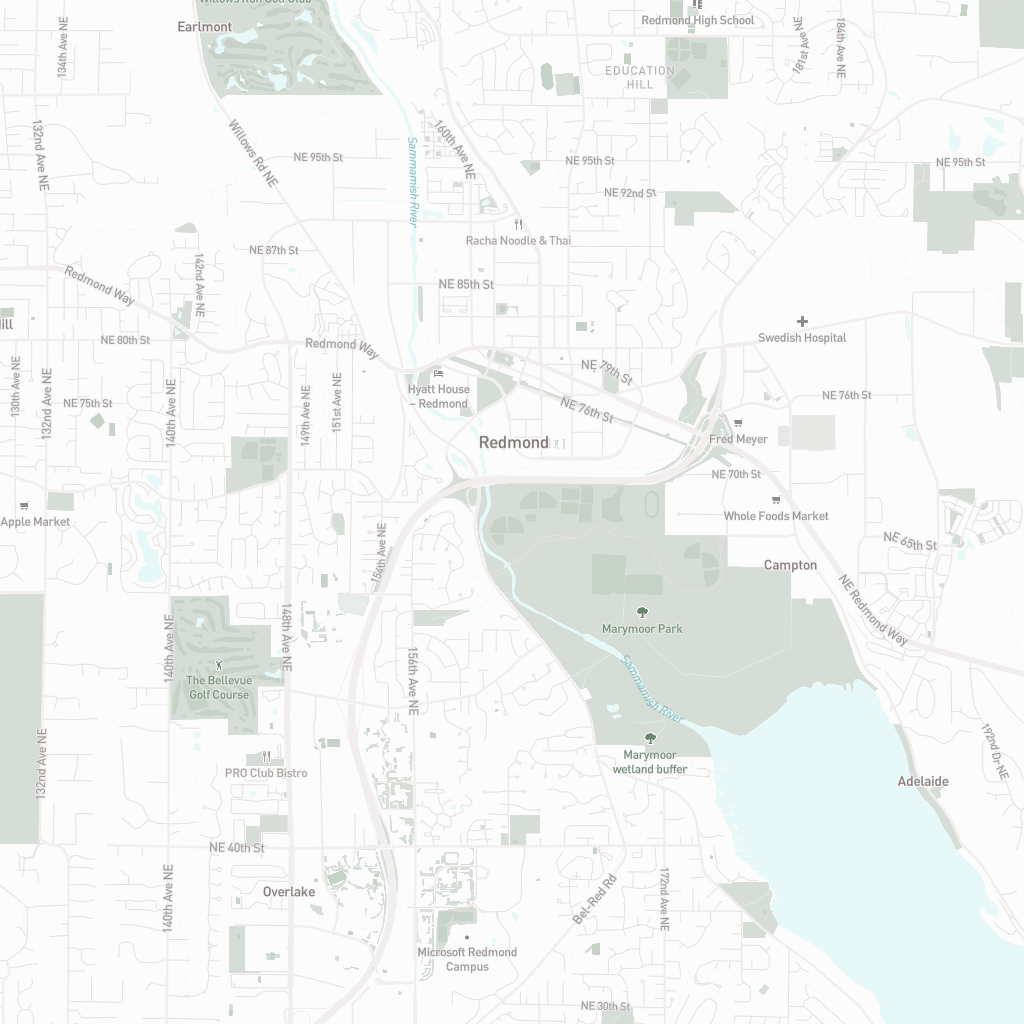 Willows Run Golf Club
Earlmont
134th Ave NE
Redmond High School
181st Ave NE
184th Ave NE
EDUCATION
HILL
132nd Ave NE
Willows Rd NE
160th Ave NE
NE 95th St
NE 95th St
NE 95th St
Sammamish River
NE 92nd St
Racha Noodle & Thai
NE 87th St
142nd Ave NE
Redmond Way
NE 85th St
NE 80th St
Redmond Way
Swedish Hospital
NE 79th St
130th Ave NE
132nd Ave NE
NE 75th St
140th Ave NE
149th Ave NE
151st Ave NE
Hyatt House
– Redmond
NE 76th St
NE 76th St
Redmond
Fred Meyer
NE 70th St
Apple Market
Whole Foods Market
154th Ave NE
NE 65th St
Campton
NE Redmond Way
140th Ave NE
148th Ave NE
Marymoor Park
156th Ave NE
The Bellevue
Golf Course
Sammamish River
132nd Ave NE
PRO Club Bistro
Marymoor
wetland buffer
192nd Dr NE
Adelaide
NE 40th St
140th Ave NE
Overlake
Bel-Red Rd
172nd Ave NE
Microsoft Redmond
Campus
NE 30th St